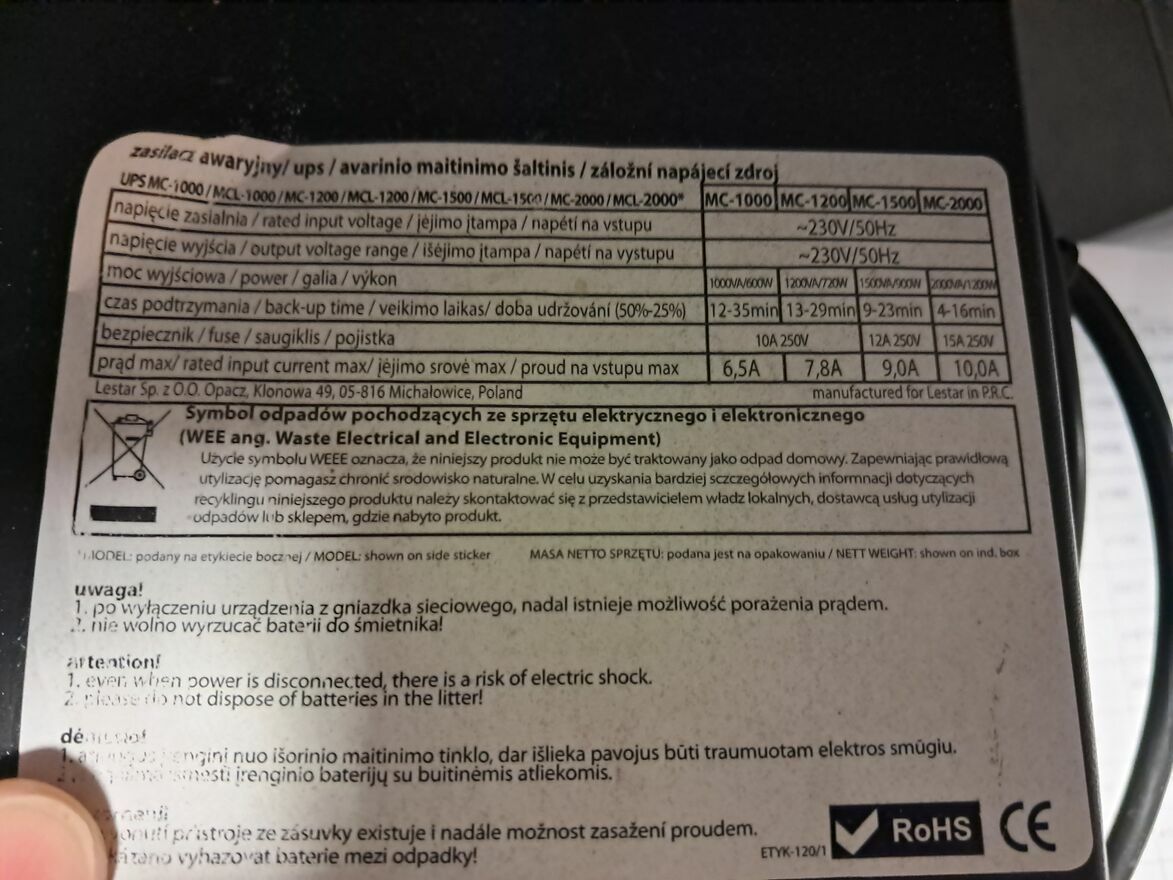 zasilacz awaryjny/ ups / avarinio maitinimo šaltinis / záložní napájecí zdroj
UPS MC-1000 / MCL-1000 / MC-1200 / MCL-1200 / MC-1500 / MCL-1500 / MC-2000 / MCL-2000* MC-1000 MC-1200 MC-1500 MC-2000
napięcie zasialnia / rated input voltage / jėjimo įtampa / napétí na vstupu ~230V/50Hz
napięcie wyjścia / output voltage range / išėjimo įtampa / napétí na vystupu ~230V/50Hz
moc wyjściowa / power / galia / výkon 1000VA/600W 1200VA/720W 1500VA/900W 2000VA/1200W
czas podtrzymania / back-up time / veikimo laikas/ doba udržování (50%-25%) 12-35min 13-29min 9-23min 4-16min
bezpiecznik / fuse / saugiklis / pojistka 10A 250V 12A 250V 15A 250V
prąd max/ rated input current max/ jėjimo srovė max / proud na vstupu max 6,5A 7,8A 9,0A 10,0A
Lestar Sp. z O.O. Opacz, Klonowa 49, 05-816 Michałowice, Poland manufactured for Lestar in P.R.C.
Symbol odpadów pochodzących ze sprzętu elektrycznego i elektronicznego
(WEE ang. Waste Electrical and Electronic Equipment)
Użycie symbolu WEEE oznacza, że niniejszy produkt nie może być traktowany jako odpad domowy. Zapewniając prawidłową
utylizację pomagasz chronić środowisko naturalne. W celu uzyskania bardziej szczegółowych informnacji dotyczących
recyklingu niniejszego produktu należy skontaktować się z przedstawicielem władz lokalnych, dostawcą usług utylizacji
odpadów lub sklepem, gdzie nabyto produkt.
*MODEL: podany na etykiecie bocznej / MODEL: shown on side sticker MASA NETTO SPRZĘTU: podana jest na opakowaniu / NETT WEIGHT: shown on ind. box
uwaga!
1. po wyłączeniu urządzenia z gniazdka sieciowego, nadal istnieje możliwość porażenia prądem.
2. nie wolno wyrzucać baterii do śmietnika!
attention!
1. even when power is disconnected, there is a risk of electric shock.
2. please do not dispose of batteries in the litter!
1. nuo išorinio maitinimo tinklo, dar išlieka pavojus būti traumuotam elektros smūgiu.
įrenginio baterijų su buitinėmis atliekomis.
přístroje ze zásuvky existuje i nadále možnost zasažení proudem.
vyhazovat baterie mezi odpadky!
ETYK-120/1
RoHS
CE